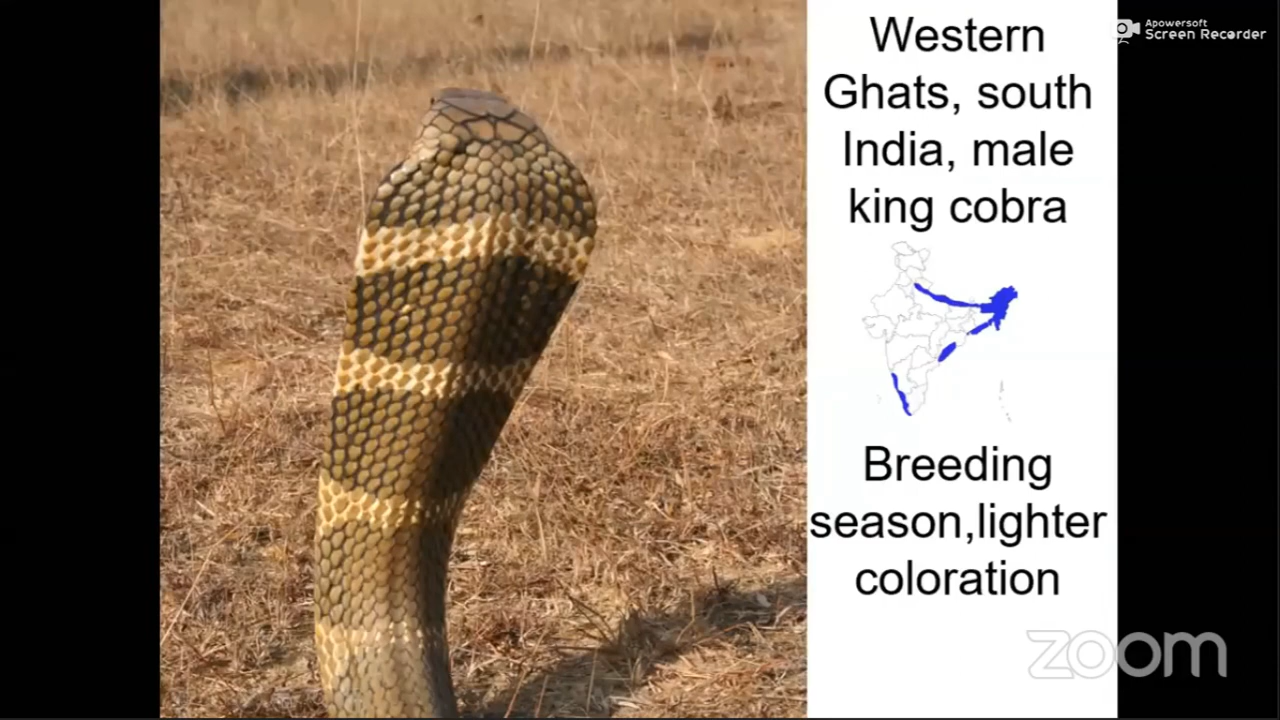 Western
Ghats, south
India, male
king cobra
Breeding
season,lighter
coloration
Apowersoft
Screen Recorder
zoom